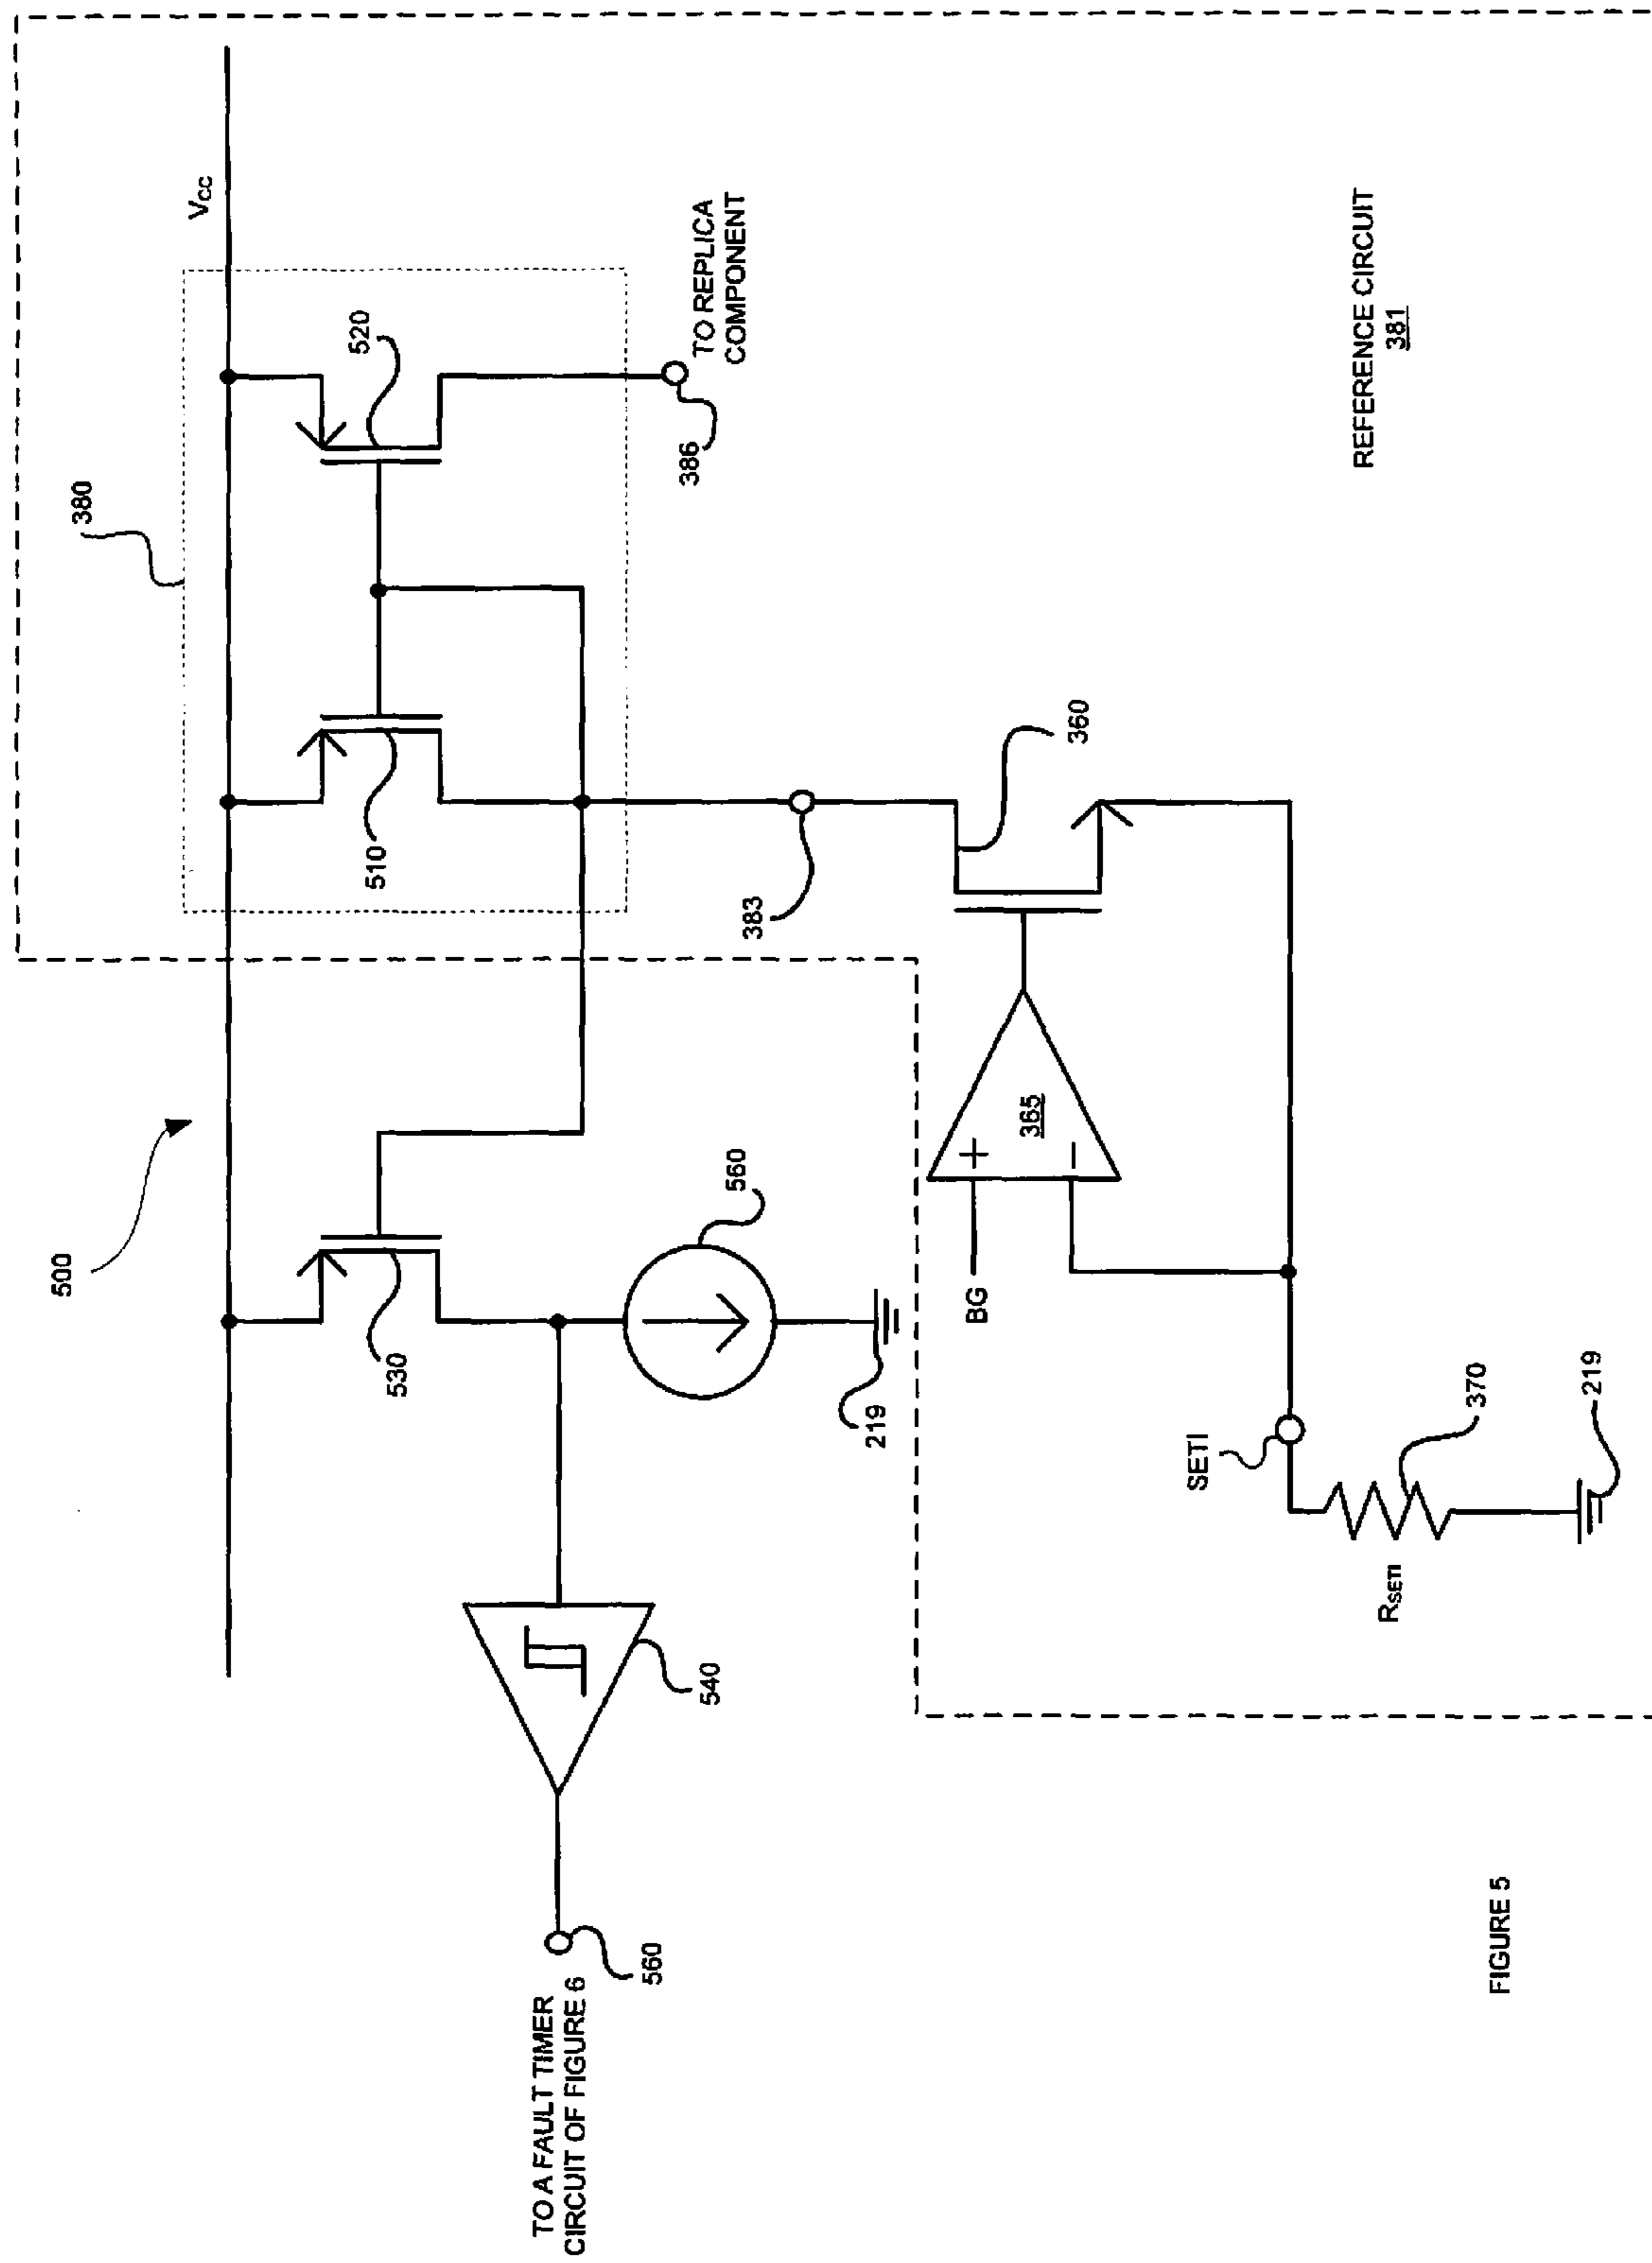 500
380
VCC
520
510
530
TO A FAULT TIMER
CIRCUIT OF FIGURE 6
560
540
560
383
386
TO REPLICA
COMPONENT
219
BG
+
−
365
360
SETI
REFERENCE CIRCUIT
381
RSETI
370
219
FIGURE 5